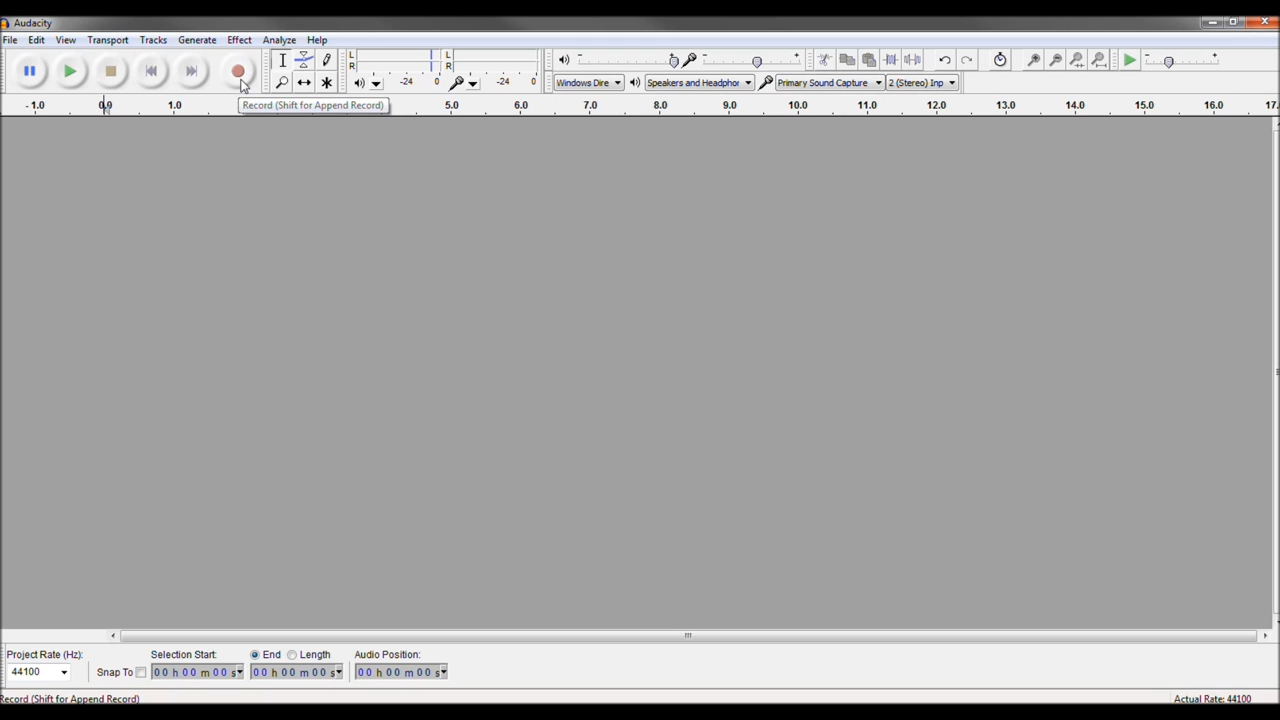 Audacity
File Edit View Transport Tracks Generate Effect Analyze Help
L
R
-24 0
L
R
-24 0
Windows Dire
Speakers and Headphor
Primary Sound Capture
2 (Stereo) Inp
- 1.0 0.0 1.0 5.0 6.0 7.0 8.0 9.0 10.0 11.0 12.0 13.0 14.0 15.0 16.0 17.
Record (Shift for Append Record)
Project Rate (Hz):
44100
Snap To
Selection Start:
00 h 00 m 00 s
End Length
00 h 00 m 00 s
Audio Position:
00 h 00 m 00 s
Record (Shift for Append Record)
Actual Rate: 44100